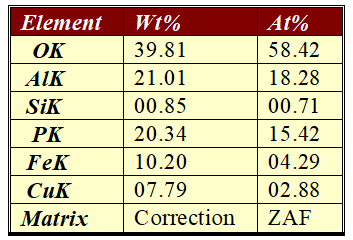 Element Wt% At%
OK 39.81 58.42
AlK 21.01 18.28
SiK 00.85 00.71
PK 20.34 15.42
FeK 10.20 04.29
CuK 07.79 02.88
Matrix Correction ZAF